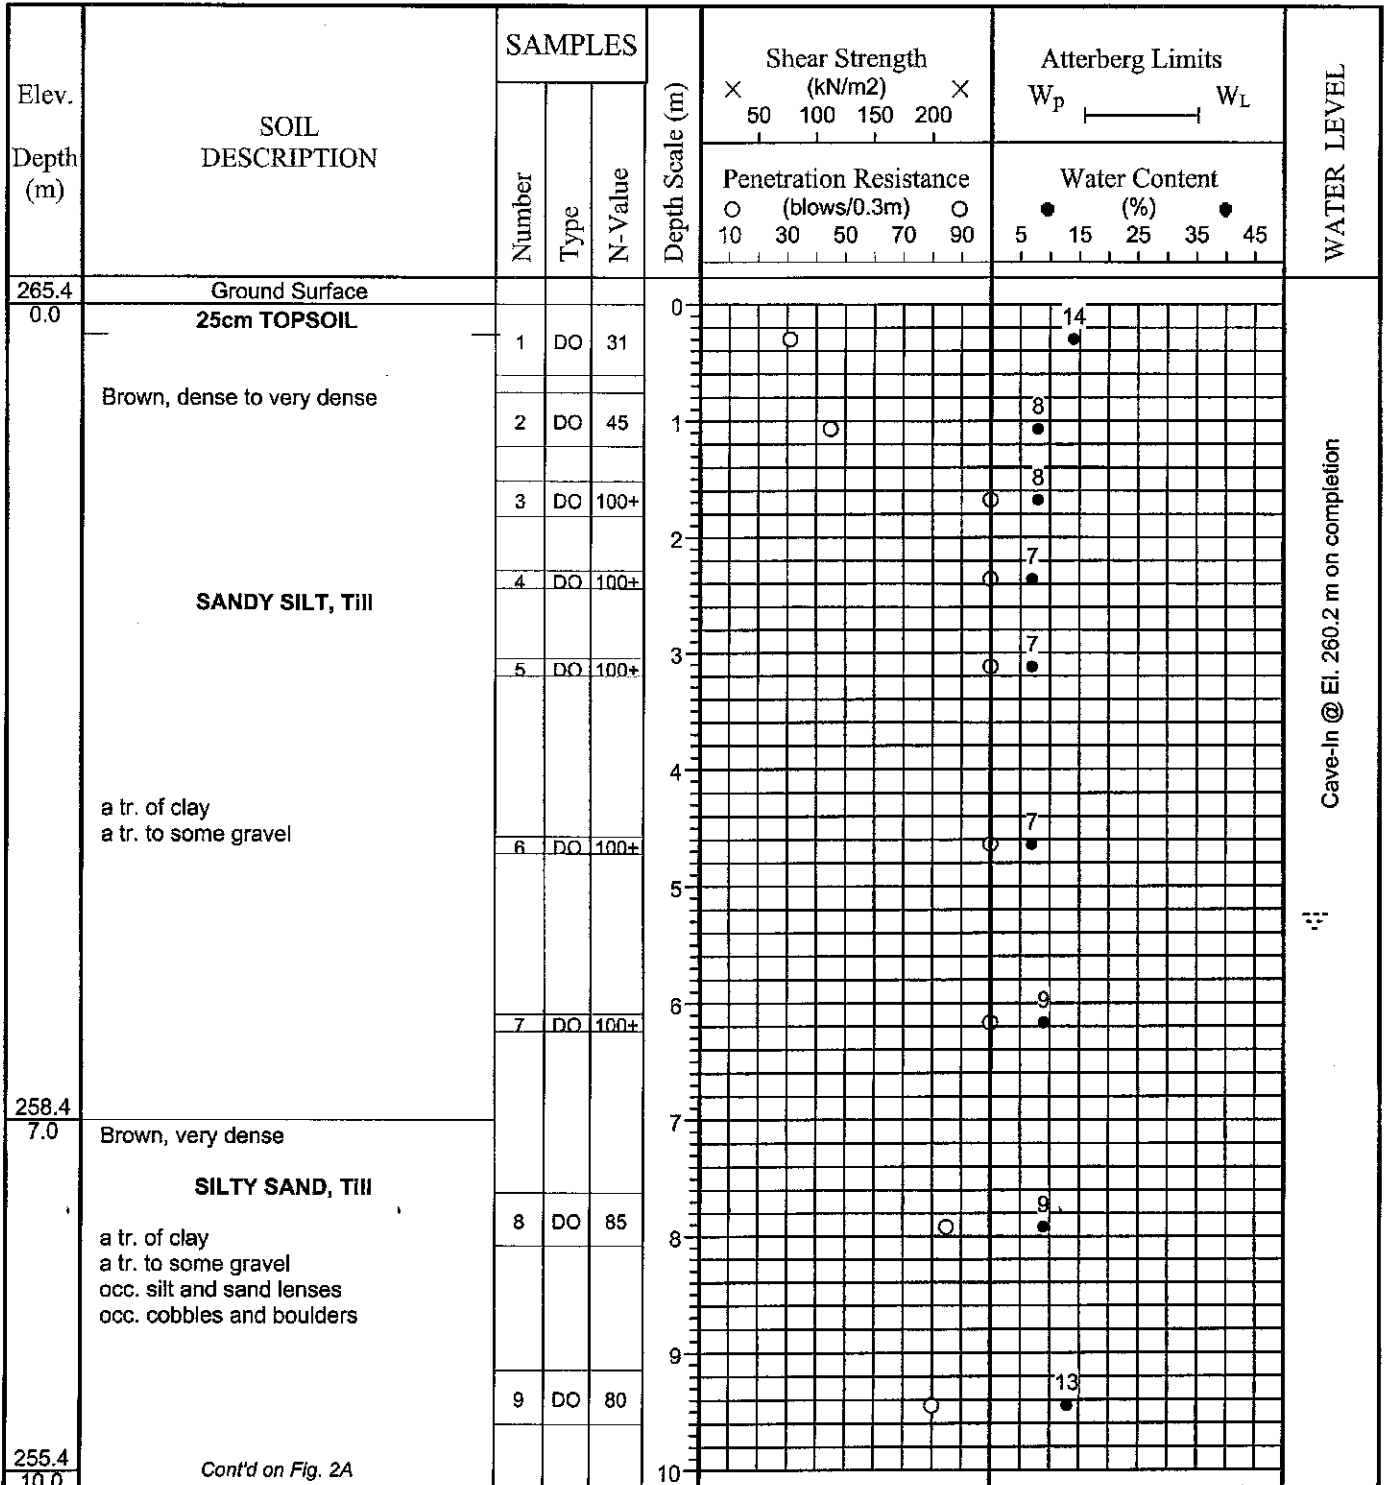 Elev.
Depth
(m)
SOIL
DESCRIPTION
SAMPLES
Number
Type
N-Value
Depth Scale (m)
Shear Strength
× (kN/m2) ×
50 100 150 200
Penetration Resistance
(blows/0.3m)
10 30 50 70 90
Atterberg Limits
Wp WL
Water Content
(%)
5 15 25 35 45
WATER LEVEL
265.4 Ground Surface
0.0 25cm TOPSOIL
1 DO 31
Brown, dense to very dense
2 DO 45
3 DO 100+
4 DO 100+
SANDY SILT, Till
5 DO 100+
a tr. of clay
a tr. to some gravel
6 DO 100+
7 DO 100+
258.4
7.0 Brown, very dense
SILTY SAND, Till
8 DO 85
a tr. of clay
a tr. to some gravel
occ. silt and sand lenses
occ. cobbles and boulders
9 DO 80
255.4
10.0
Cont'd on Fig. 2A
0
1
2
3
4
5
6
7
8
9
10
14
8
8
7
7
7
9
9
13
Cave-In @ El. 260.2 m on completion